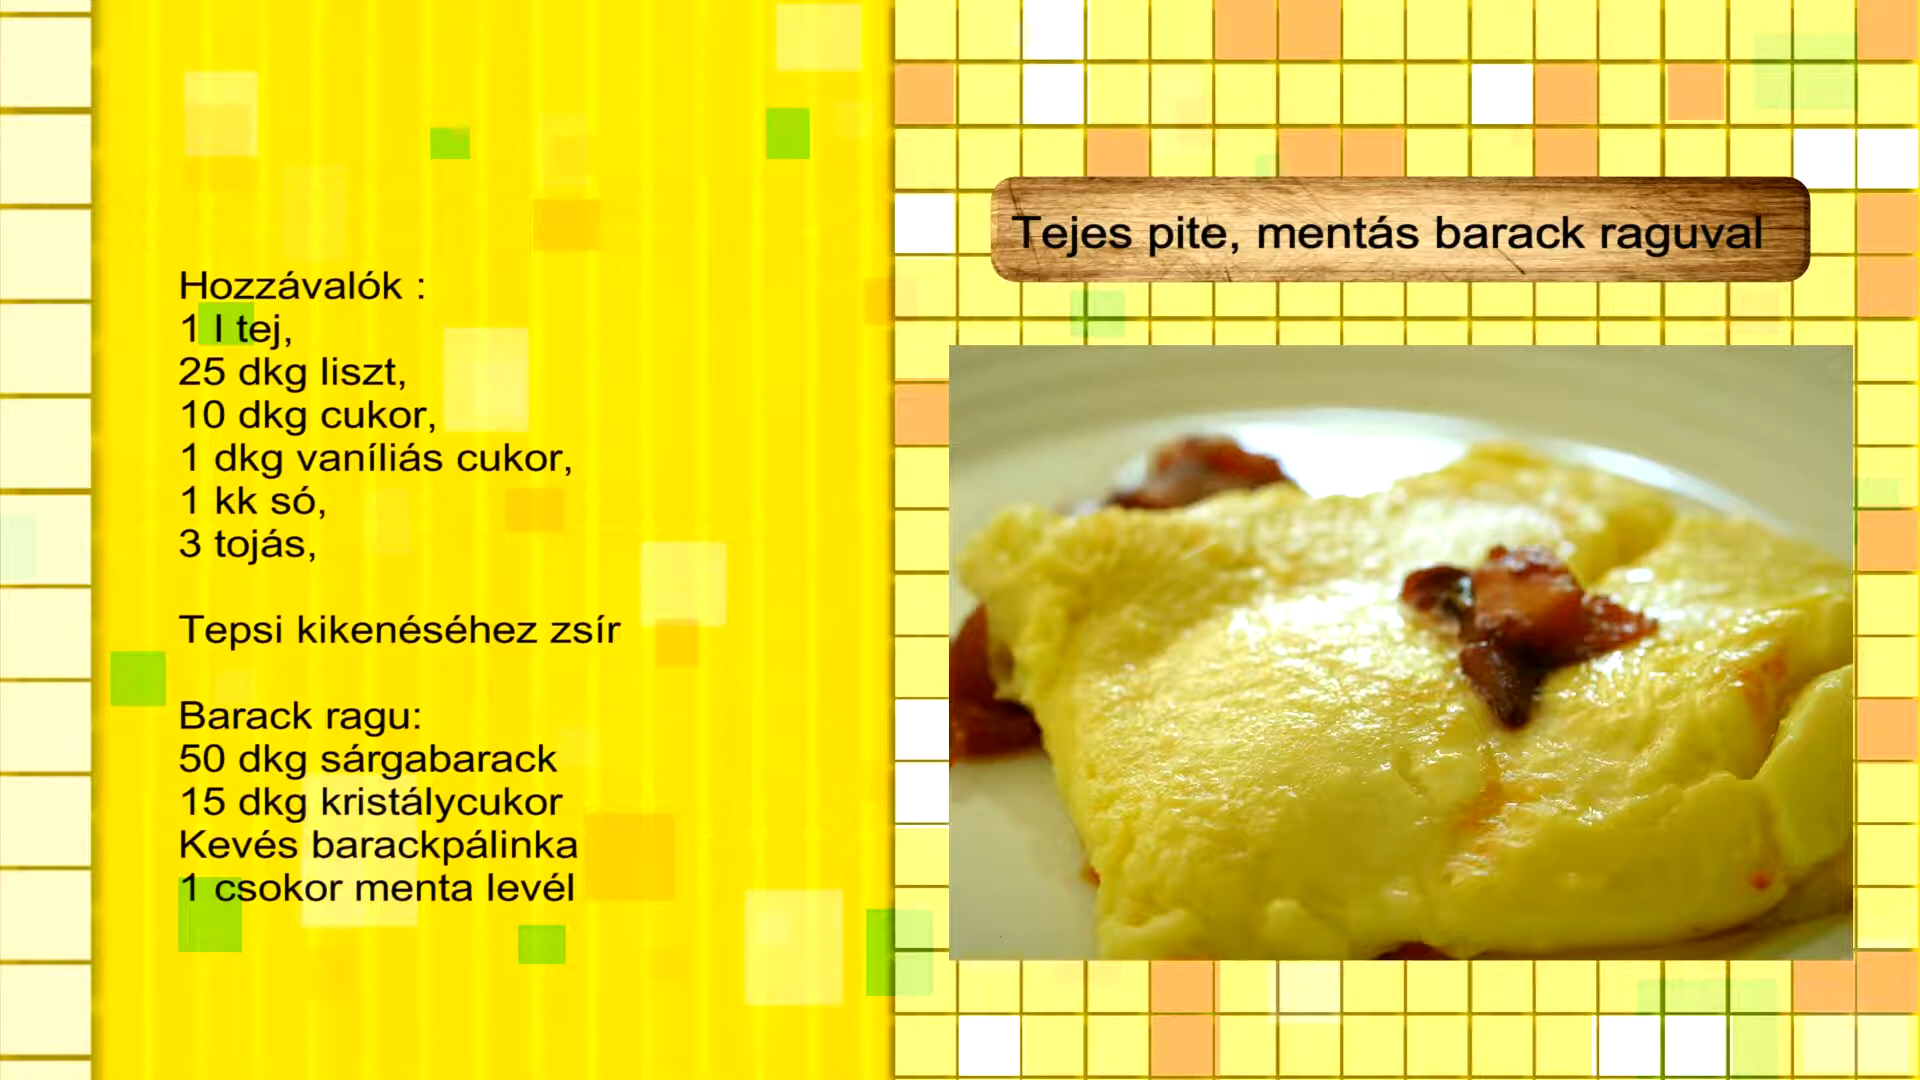 Tejes pite, mentás barack raguval
Hozzávalók :
1 l tej,
25 dkg liszt,
10 dkg cukor,
1 dkg vaníliás cukor,
1 kk só,
3 tojás,
Tepsi kikenéséhez zsír
Barack ragu:
50 dkg sárgabarack
15 dkg kristálycukor
Kevés barackpálinka
1 csokor menta levél